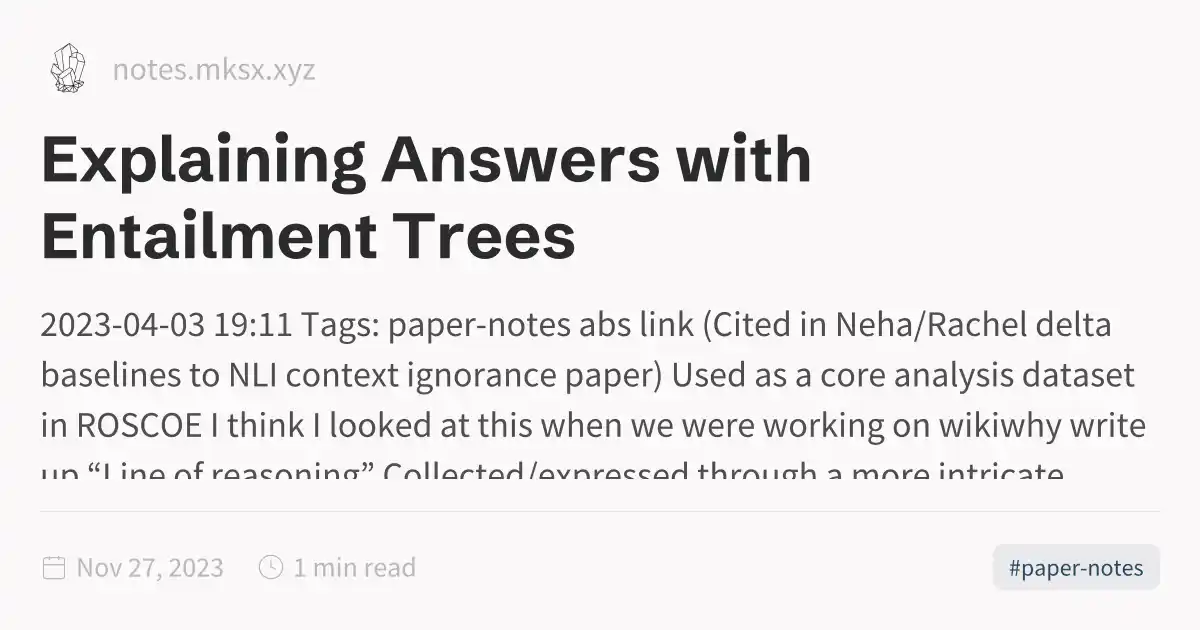 notes.mksx.xyz
Explaining Answers with
Entailment Trees
2023-04-03 19:11 Tags: paper-notes abs link (Cited in Neha/Rachel delta
baselines to NLI context ignorance paper) Used as a core analysis dataset
in ROSCOE I think I looked at this when we were working on wikiwhy write
up “Line of reasoning” Collected/expressed through a more intricate
Nov 27, 2023
1 min read
#paper-notes